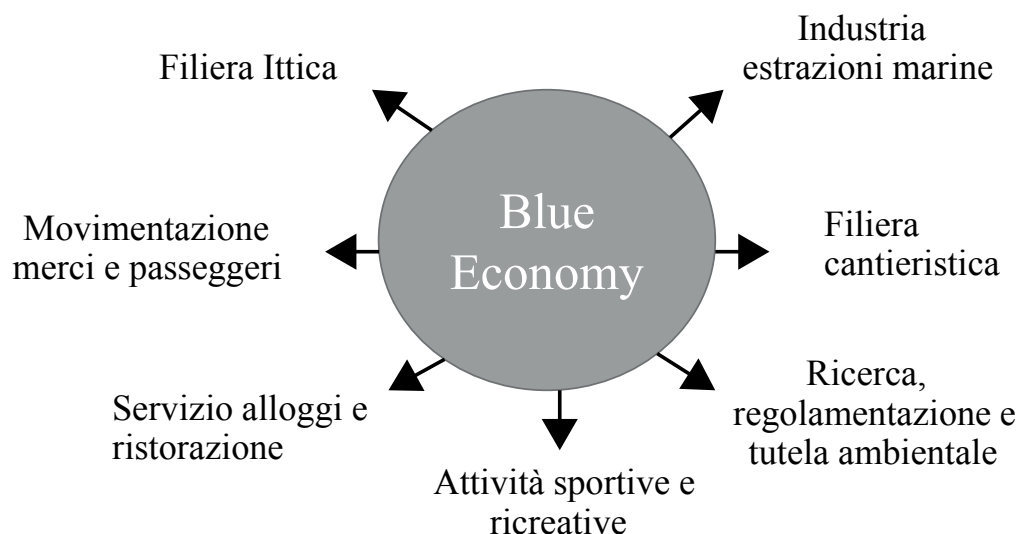 Industria
estrazioni marine
Filiera Ittica
Blue
Economy
Movimentazione
merci e passeggeri
Filiera
cantieristica
Servizio alloggi e
ristorazione
Ricerca,
regolamentazione e
tutela ambientale
Attività sportive e
ricreative